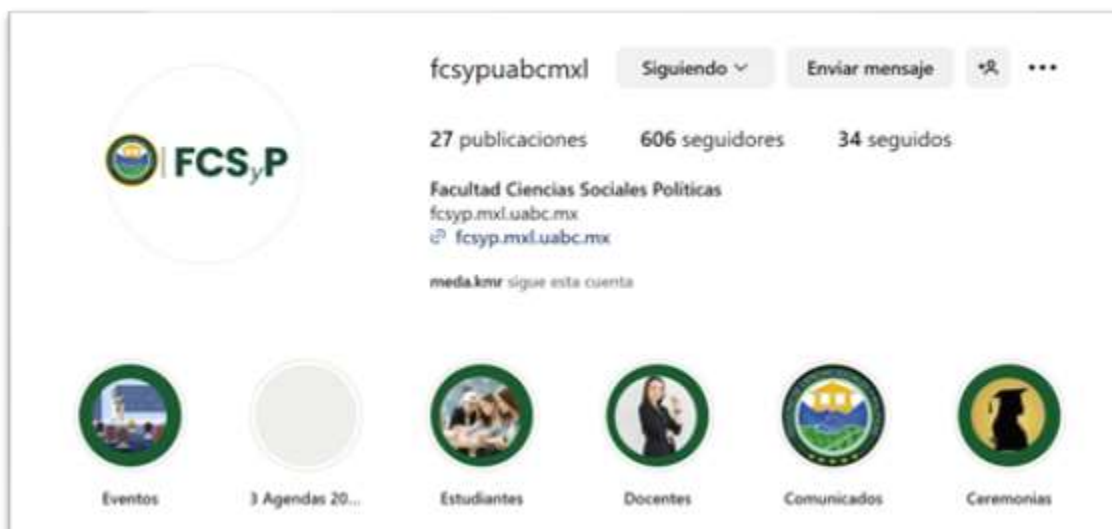 fcsypuabcmxl Siguiendo Enviar mensaje
27 publicaciones 606 seguidores 34 seguidos
FCSyP
Facultad Ciencias Sociales Políticas
fcsyp.mxl.uabc.mx
fcsyp.mxl.uabc.mx
meda.kmr sigue esta cuenta
Eventos 3 Agendas 20... Estudiantes Docentes Comunicados Ceremonias